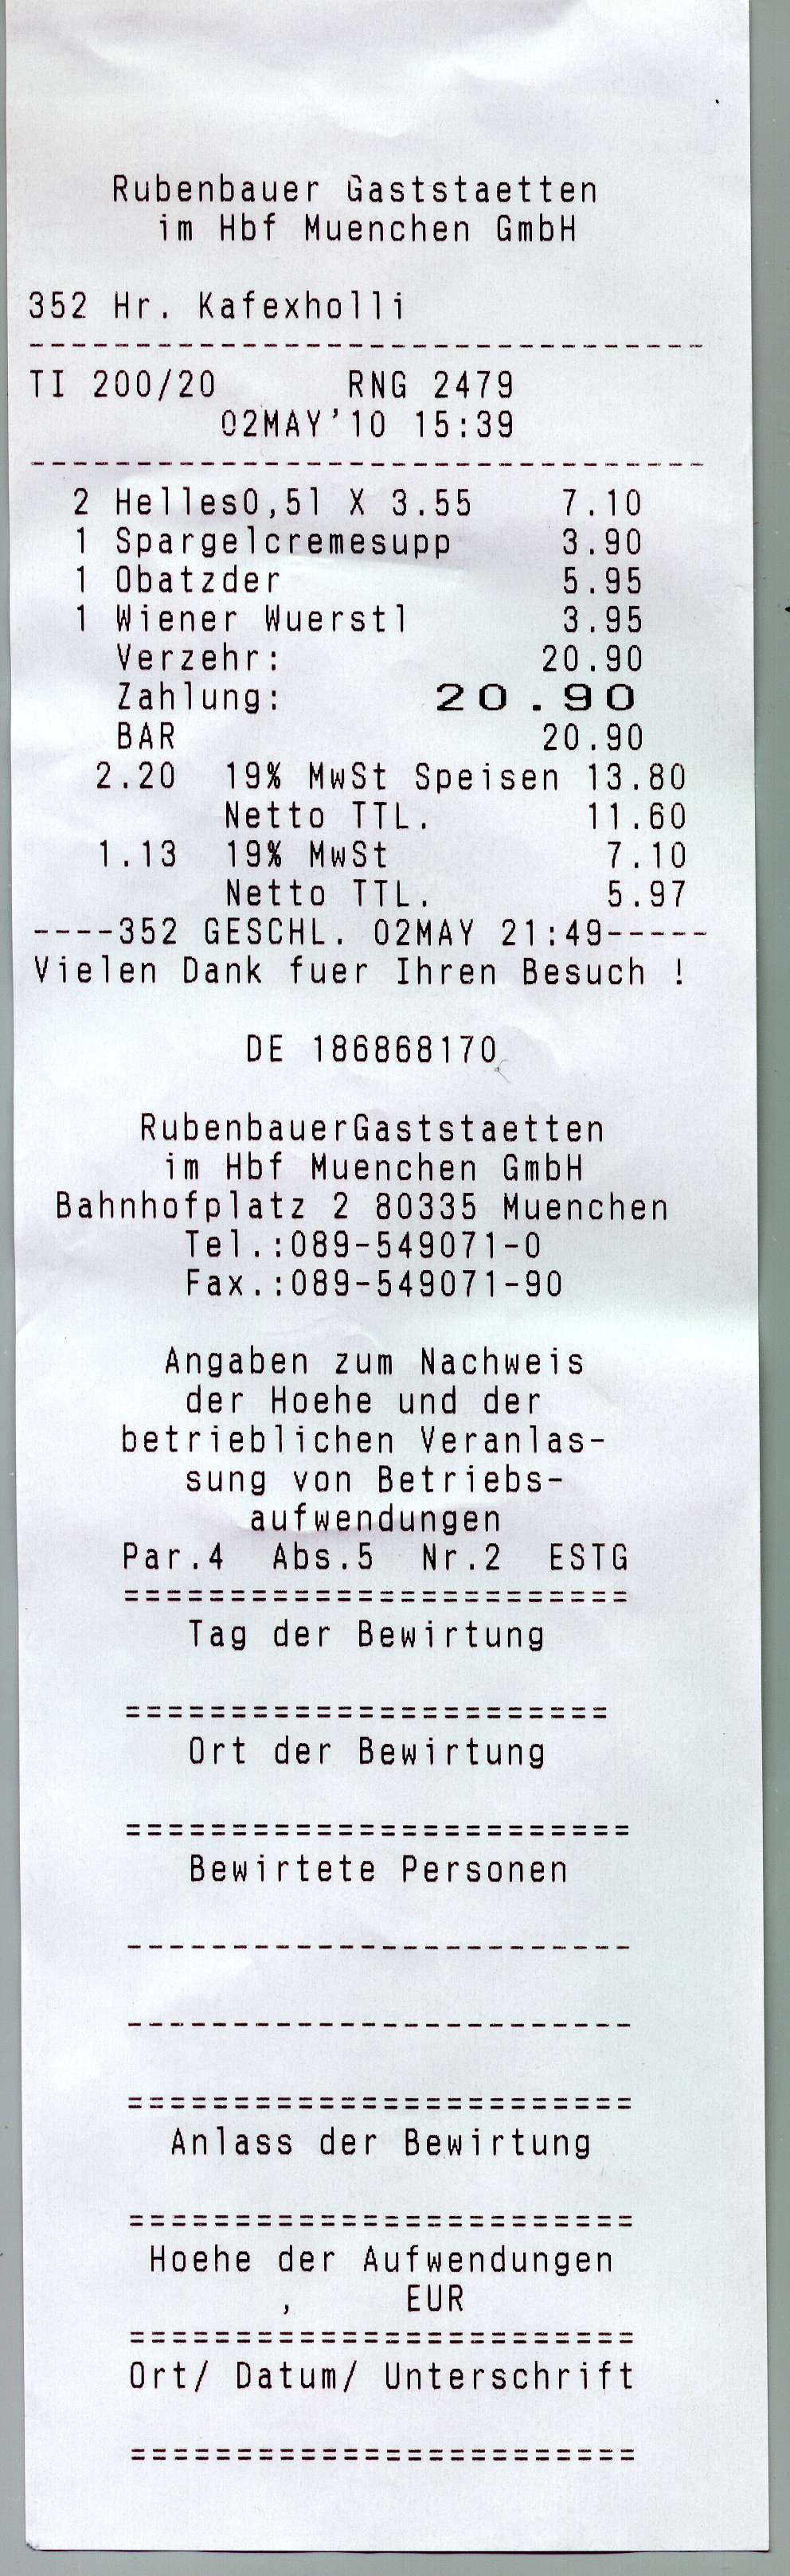 Rubenbauer Gaststaetten
im Hbf Muenchen GmbH
352 Hr. Kafexholli
--------------------------------
TI 200/20 RNG 2479
02MAY'10 15:39
--------------------------------
2 Helles0,5l X 3.55 7.10
1 Spargelcremesupp 3.90
1 Obatzder 5.95
1 Wiener Wuerstl 3.95
Verzehr: 20.90
Zahlung: 20.90
BAR 20.90
2.20 19% MwSt Speisen 13.80
Netto TTL. 11.60
1.13 19% MwSt 7.10
Netto TTL. 5.97
----352 GESCHL. 02MAY 21:49-----
Vielen Dank fuer Ihren Besuch !
DE 186868170
RubenbauerGaststaetten
im Hbf Muenchen GmbH
Bahnhofplatz 2 80335 Muenchen
Tel.:089-549071-0
Fax.:089-549071-90
Angaben zum Nachweis
der Hoehe und der
betrieblichen Veranlas-
sung von Betriebs-
aufwendungen
Par.4 Abs.5 Nr.2 ESTG
========================
Tag der Bewirtung
=======================
Ort der Bewirtung
========================
Bewirtete Personen
------------------------
------------------------
========================
Anlass der Bewirtung
========================
Hoehe der Aufwendungen
, EUR
========================
Ort/ Datum/ Unterschrift
========================